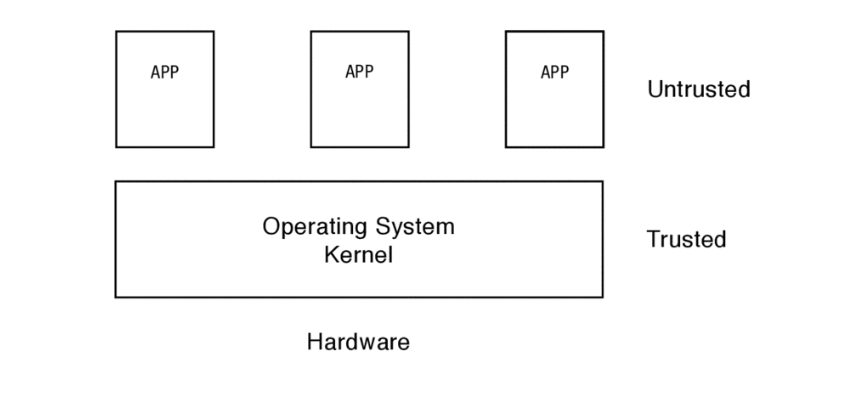 APP
APP
APP
Untrusted
Operating System
Kernel
Trusted
Hardware